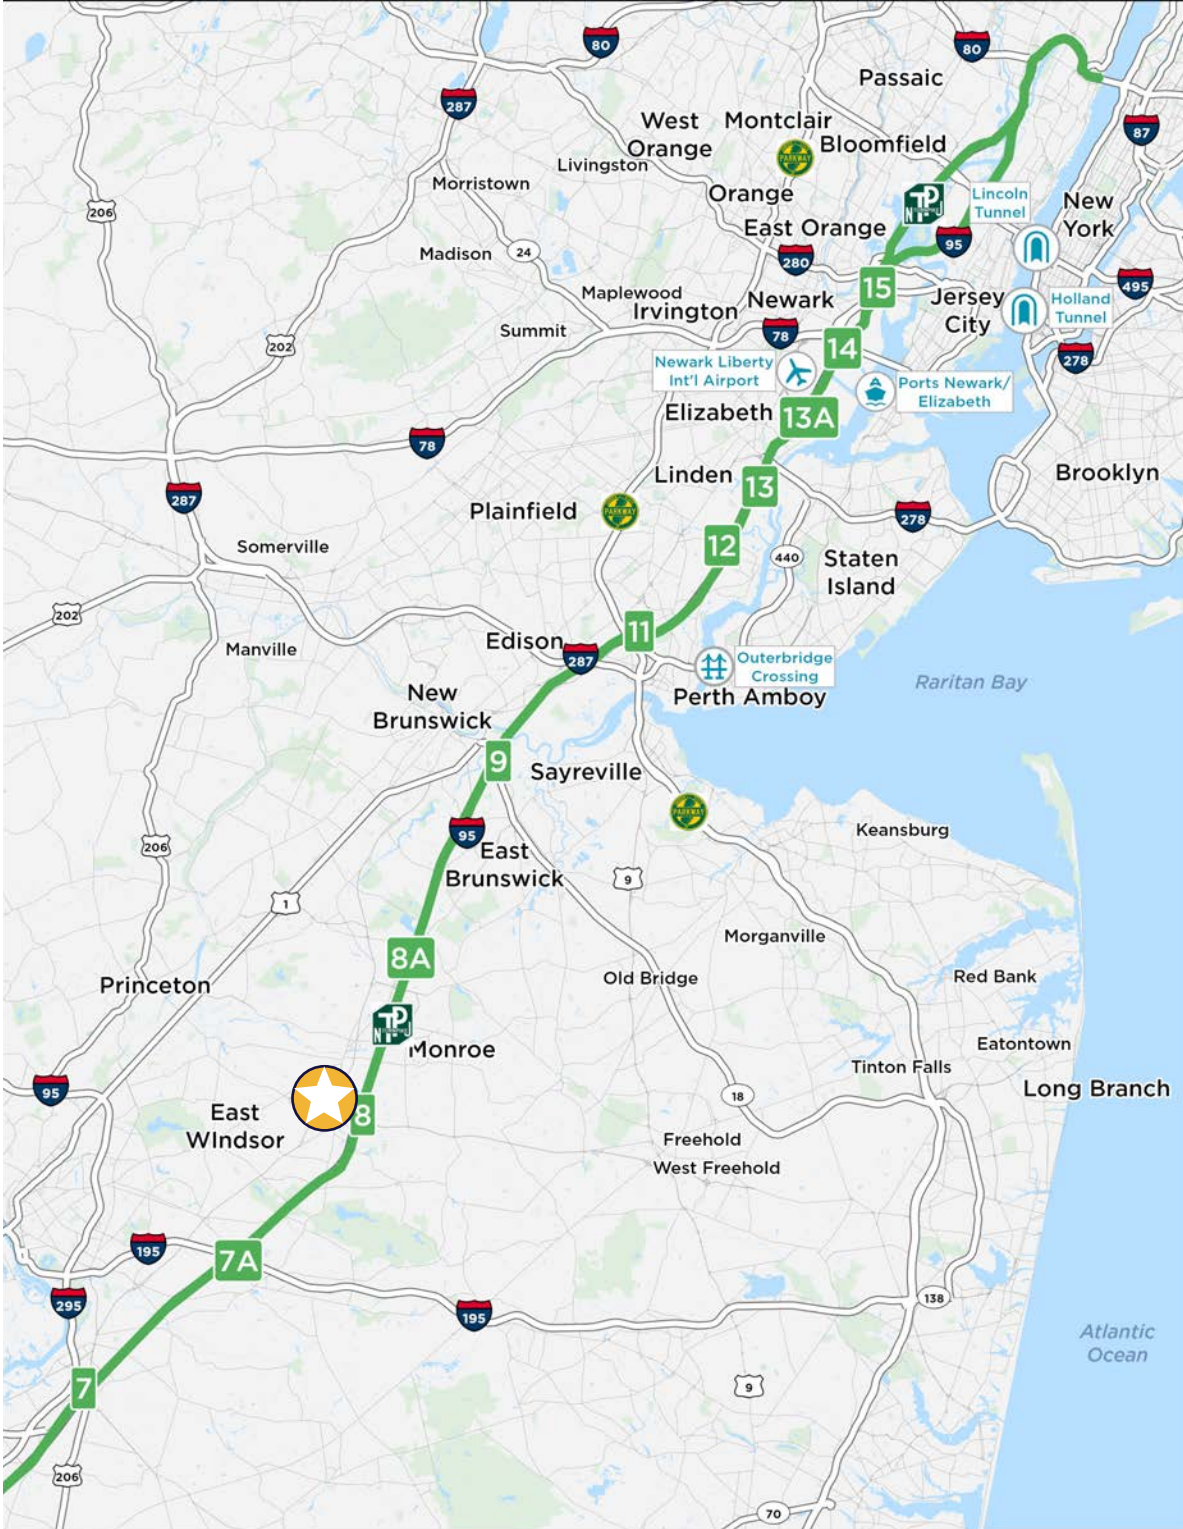 80
80
Passaic
287
87
West
Orange
Montclair
PARKWAY
Bloomfield
Livingston
Morristown
206
Orange
N TP J
Lincoln
Tunnel
New
York
East Orange
95
Madison
24
280
495
Maplewood
Irvington
Newark
15
Jersey
City
Holland
Tunnel
Summit
78
14
278
202
Newark Liberty
Int'l Airport
Ports Newark/
Elizabeth
Elizabeth
13A
78
Linden
13
Brooklyn
287
Plainfield
PARKWAY
278
Somerville
12
440
Staten
Island
202
11
Edison
287
Manville
Outerbridge
Crossing
Raritan Bay
New
Brunswick
Perth Amboy
9
Sayreville
PARKWAY
95
Keansburg
206
East
Brunswick
9
1
Morganville
8A
Princeton
Old Bridge
Red Bank
N TP J
Monroe
Eatontown
Tinton Falls
95
Long Branch
18
East
WIndsor
8
Freehold
West Freehold
195
7A
295
195
138
Atlantic
Ocean
7
9
206
70